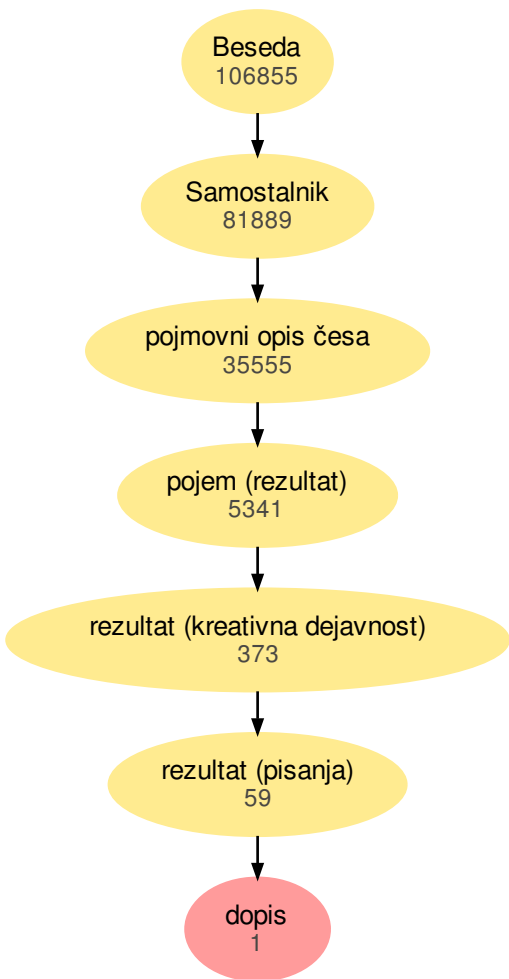 Beseda
106855
Samostalnik
81889
pojmovni opis česa
35555
pojem (rezultat)
5341
rezultat (kreativna dejavnost)
373
rezultat (pisanja)
59
dopis
1